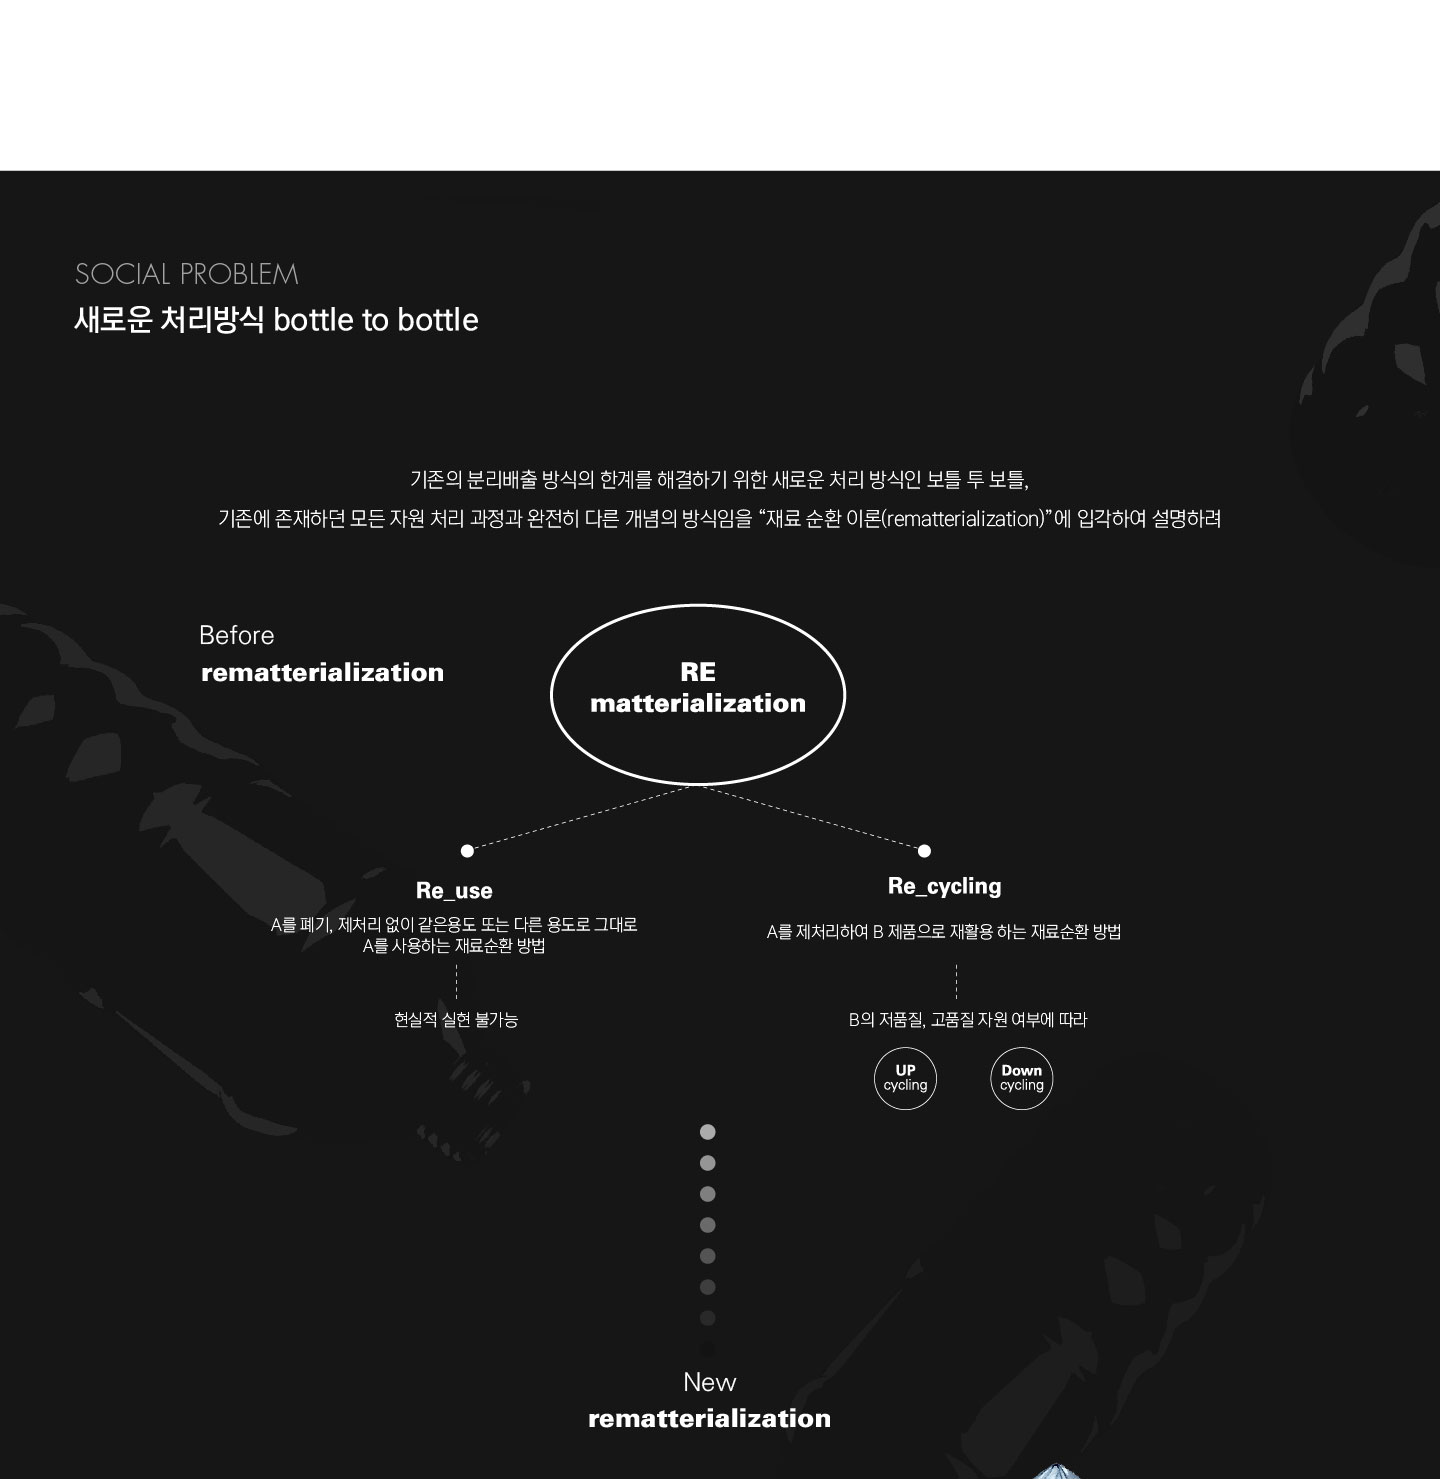 SOCIAL PROBLEM
새로운 처리방식 bottle to bottle
기존의 분리배출 방식의 한계를 해결하기 위한 새로운 처리 방식인 보틀 투 보틀,
기존에 존재하던 모든 자원 처리 과정과 완전히 다른 개념의 방식임을 “재료 순환 이론(rematterialization)”에 입각하여 설명하려
Before
rematterialization
RE
matterialization
Re_use
A를 폐기, 제처리 없이 같은용도 또는 다른 용도로 그대로
A를 사용하는 재료순환 방법
현실적 실현 불가능
Re_cycling
A를 제처리하여 B 제품으로 재활용 하는 재료순환 방법
B의 저품질, 고품질 자원 여부에 따라
UP
cycling
Down
cycling
New
rematterialization